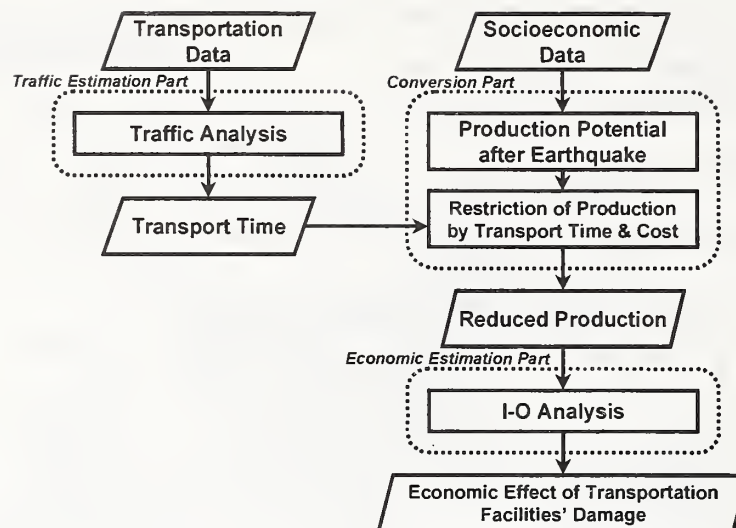 Transportation
Data
Socioeconomic
Data
Traffic Estimation Part
Conversion Part
Traffic Analysis
Production Potential
after Earthquake
Transport Time
Restriction of Production
by Transport Time & Cost
Reduced Production
Economic Estimation Part
I-O Analysis
Economic Effect of Transportation
Facilities' Damage